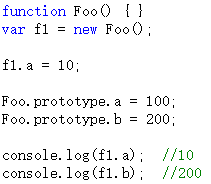 function Foo() { }
var f1 = new Foo();
f1.a = 10;
Foo.prototype.a = 100;
Foo.prototype.b = 200;
console.log(f1.a);  //10
console.log(f1.b);  //200